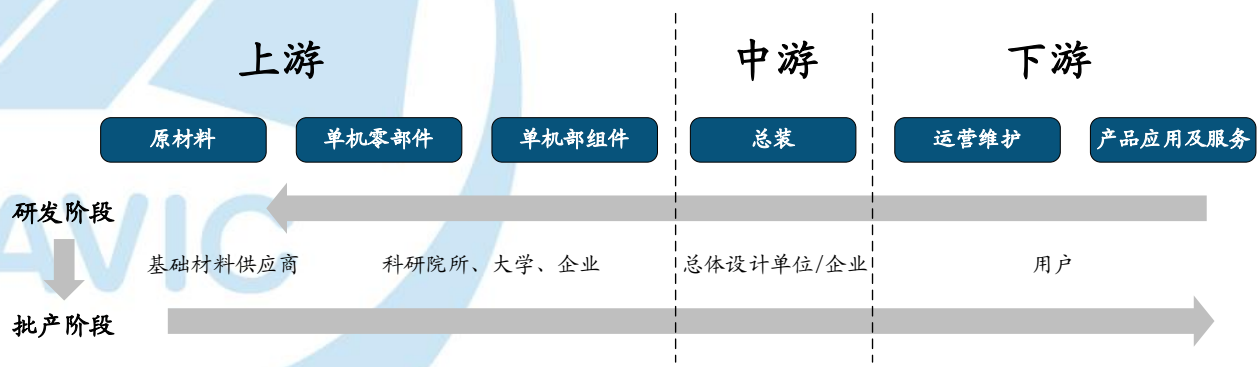 上游
中游
下游
原材料
单机零部件
单机部组件
总装
运营维护
产品应用及服务
研发阶段
基础材料供应商
科研院所、大学、企业
总体设计单位/企业
用户
批产阶段
AVIC